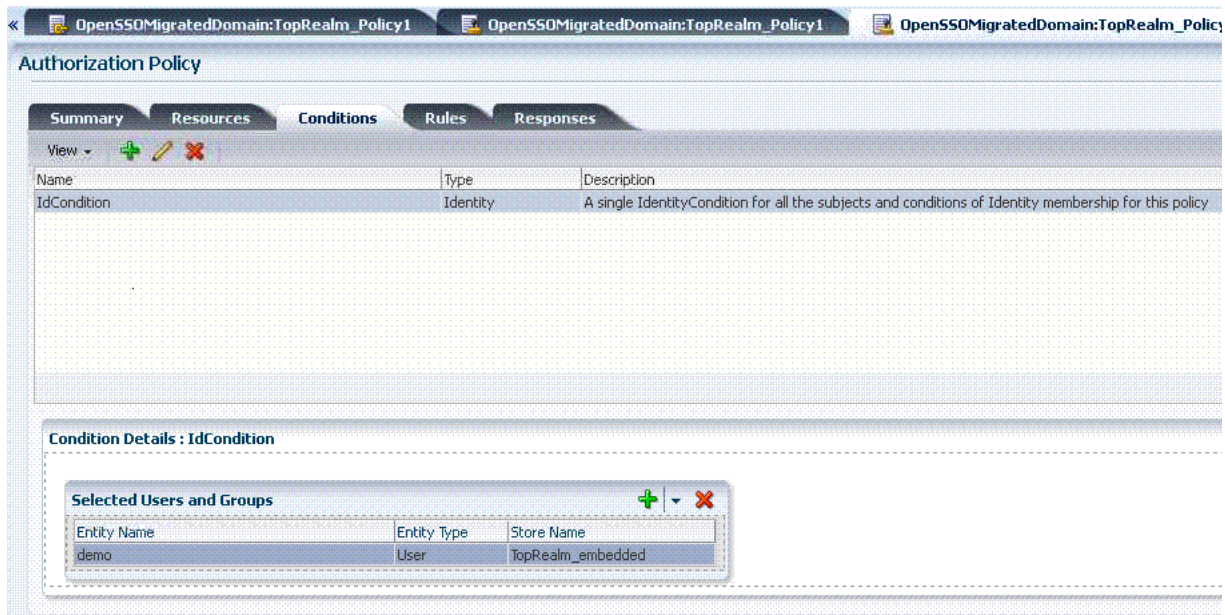 « OpenSSOMigratedDomain:TopRealm_Policy1 OpenSSOMigratedDomain:TopRealm_Policy1 OpenSSOMigratedDomain:TopRealm_Policy
Authorization Policy
Summary Resources Conditions Rules Responses
View
Name Type Description
IdCondition Identity A single IdentityCondition for all the subjects and conditions of Identity membership for this policy
Condition Details : IdCondition
Selected Users and Groups
Entity Name Entity Type Store Name
demo User TopRealm_embedded